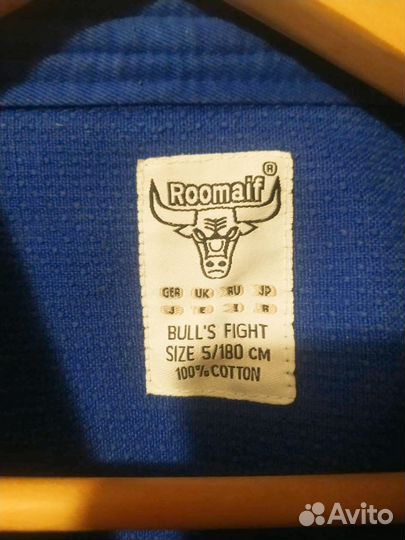 Roomaif ®
GER UK RU JP
J E I R
BULL'S FIGHT
SIZE 5/180 CM
100% COTTON
Avito